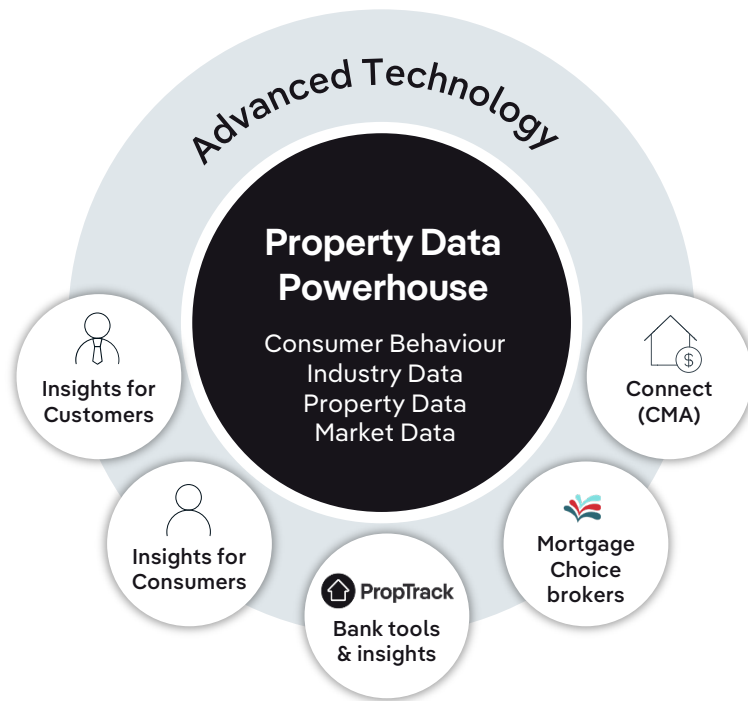 Advanced Technology
Property Data
Powerhouse
Consumer Behaviour
Industry Data
Property Data
Market Data
Insights for
Customers
Insights for
Consumers
PropTrack
Bank tools
& insights
Mortgage
Choice
brokers
$
Connect
(CMA)